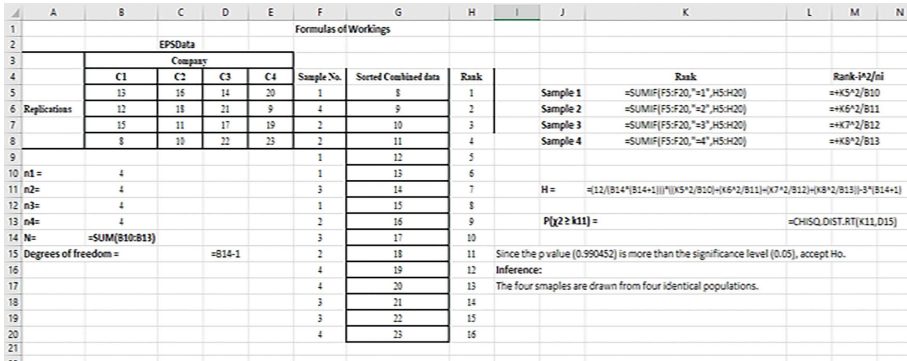 A B C D E F G H I J K L M N
1 Formulas of Workings
2 EPSData
3 Company
4 C1 C2 C3 C4 Sample No. Sorted Combined data Rank Rank Rank-i^2/ni
5 13 16 14 20 1 8 1 Sample 1 =SUMIF(F5:F20,"=1",H5:H20) =+K5^2/B10
6 Replications 12 18 21 9 4 9 2 Sample 2 =SUMIF(F5:F20,"=2",H5:H20) =+K6^2/B11
7 15 11 17 19 2 10 3 Sample 3 =SUMIF(F5:F20,"=3",H5:H20) =+K7^2/B12
8 8 10 22 23 2 11 4 Sample 4 =SUMIF(F5:F20,"=4",H5:H20) =+K8^2/B13
9 1 12 5
10 n1 = 4 1 13 6
11 n2= 4 3 14 7 H = =(12/(B14*(B14+1)))*((K5^2/B10)+(K6^2/B11)+(K7^2/B12)+(K8^2/B13))-3*(B14+1)
12 n3= 4 1 15 8
13 n4= 4 2 16 9 P(χ2 ≥ k11) = =CHISQ.DIST.RT(K11,D15)
14 N= =SUM(B10:B13) 3 17 10
15 Degrees of freedom = =B14-1 2 18 11 Since the p value (0.990452) is more than the significance level (0.05), accept Ho.
16 4 19 12 Inference:
17 4 20 13 The four smaples are drawn from four identical populations.
18 3 21 14
19 3 22 15
20 4 23 16
21